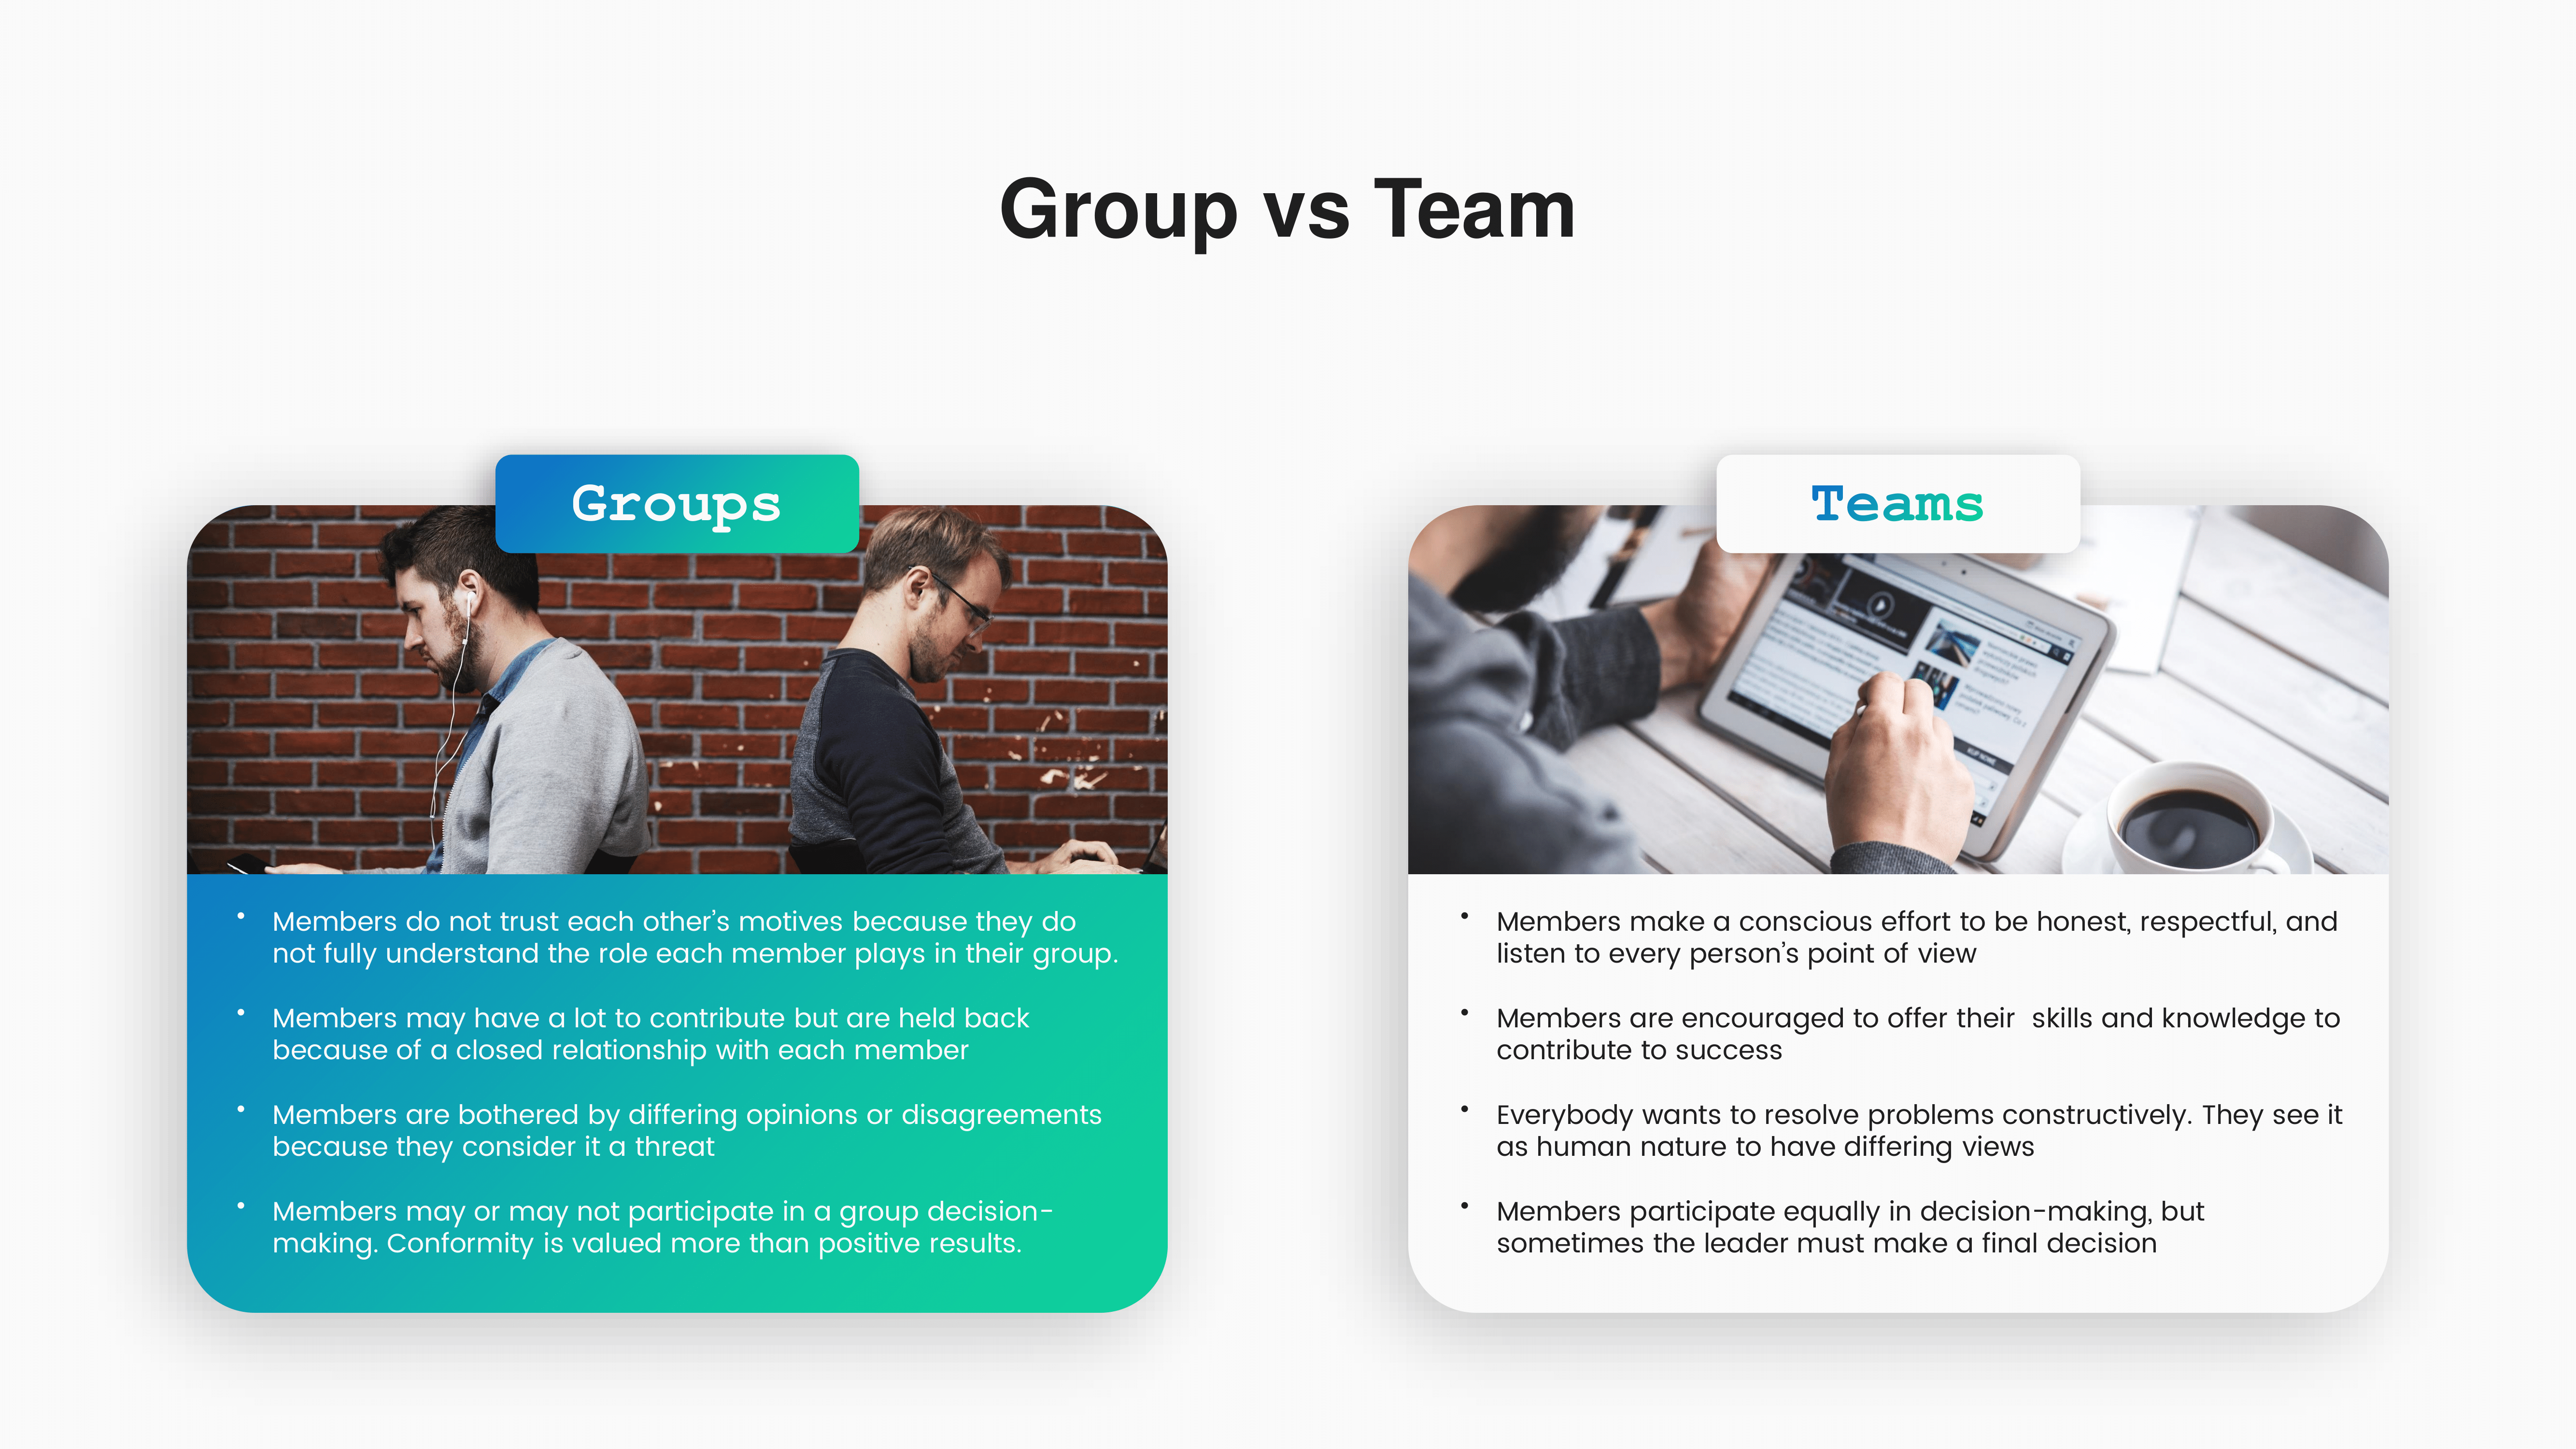 Group vs Team
Groups
• Members do not trust each other’s motives because they do
not fully understand the role each member plays in their group.
• Members may have a lot to contribute but are held back
because of a closed relationship with each member
• Members are bothered by differing opinions or disagreements
because they consider it a threat
• Members may or may not participate in a group decision-
making. Conformity is valued more than positive results.
Teams
• Members make a conscious effort to be honest, respectful, and
listen to every person’s point of view
• Members are encouraged to offer their  skills and knowledge to
contribute to success
• Everybody wants to resolve problems constructively. They see it
as human nature to have differing views
• Members participate equally in decision-making, but
sometimes the leader must make a final decision